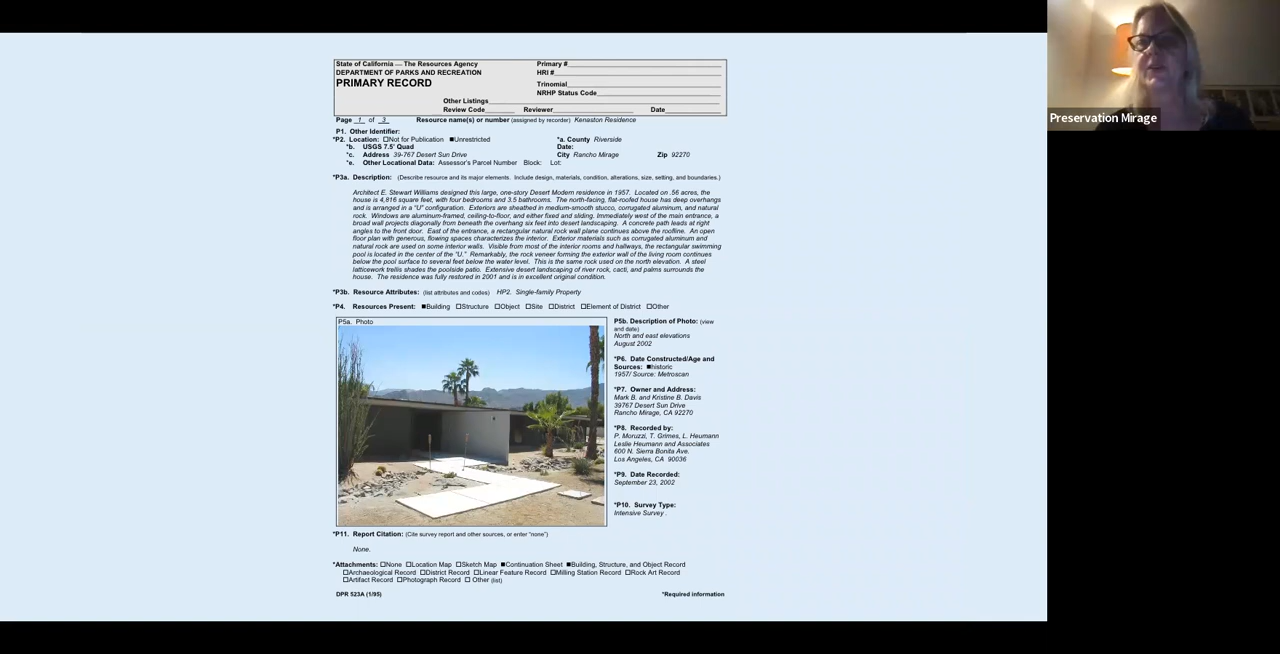 State of California — The Resources Agency
Primary #
DEPARTMENT OF PARKS AND RECREATION
HRI #
PRIMARY RECORD
Trinomial
NRHP Status Code
Other Listings
Review Code Reviewer Date
Page 1 of 3 Resource name(s) or number (assigned by recorder) Kenaston Residence
P1. Other Identifier:
*P2. Location: ☐Not for Publication ■Unrestricted *a. County Riverside
*b. USGS 7.5' Quad Date:
*c. Address 39-767 Desert Sun Drive City Rancho Mirage Zip 92270
*e. Other Locational Data: Assessor's Parcel Number Block: Lot:
*P3a. Description: (Describe resource and its major elements. Include design, materials, condition, alterations, size, setting, and boundaries.)
Architect E. Stewart Williams designed this large, one-story Desert Modern residence in 1957. Located on .56 acres, the
house is 4,816 square feet, with four bedrooms and 3.5 bathrooms. The north-facing, flat-roofed house has deep overhangs
and is arranged in a "U" configuration. Exteriors are sheathed in medium-smooth stucco, corrugated aluminum, and natural
rock. Windows are aluminum-framed, ceiling-to-floor, and either fixed and sliding. Immediately west of the main entrance, a
broad wall projects diagonally from beneath the overhang six feet into desert landscaping. A concrete path leads at right
angles to the front door. East of the entrance, a rectangular natural rock wall plane continues above the roofline. An open
floor plan with generous, flowing spaces characterizes the interior. Exterior materials such as corrugated aluminum and
natural rock are used on some interior walls. Visible from most of the interior rooms and hallways, the rectangular swimming
pool is located in the center of the "U." Remarkably, the rock veneer forming the exterior wall of the living room continues
below the pool surface to several feet below the water level. This is the same rock used on the north elevation. A steel
latticework trellis shades the poolside patio. Extensive desert landscaping of river rock, cacti, and palms surrounds the
house. The residence was fully restored in 2001 and is in excellent original condition.
*P3b. Resource Attributes: (list attributes and codes) HP2. Single-family Property
*P4. Resources Present: ■Building ☐Structure ☐Object ☐Site ☐District ☐Element of District ☐Other
P5a. Photo
P5b. Description of Photo: (view
and date)
North and east elevations
August 2002
*P6. Date Constructed/Age and
Sources: ■historic
1957/ Source: Metroscan
*P7. Owner and Address:
Mark B. and Kristine B. Davis
39767 Desert Sun Drive
Rancho Mirage, CA 92270
*P8. Recorded by:
P. Moruzzi, T. Grimes, L. Heumann
Leslie Heumann and Associates
600 N. Sierra Bonita Ave.
Los Angeles, CA 90036
*P9. Date Recorded:
September 23, 2002
*P10. Survey Type:
Intensive Survey .
*P11. Report Citation: (Cite survey report and other sources, or enter "none")
None.
*Attachments: ☐None ☐Location Map ☐Sketch Map ■Continuation Sheet ■Building, Structure, and Object Record
☐Archaeological Record ☐District Record ☐Linear Feature Record ☐Milling Station Record ☐Rock Art Record
☐Artifact Record ☐Photograph Record ☐ Other (list)
DPR 523A (1/95) *Required information
Preservation Mirage